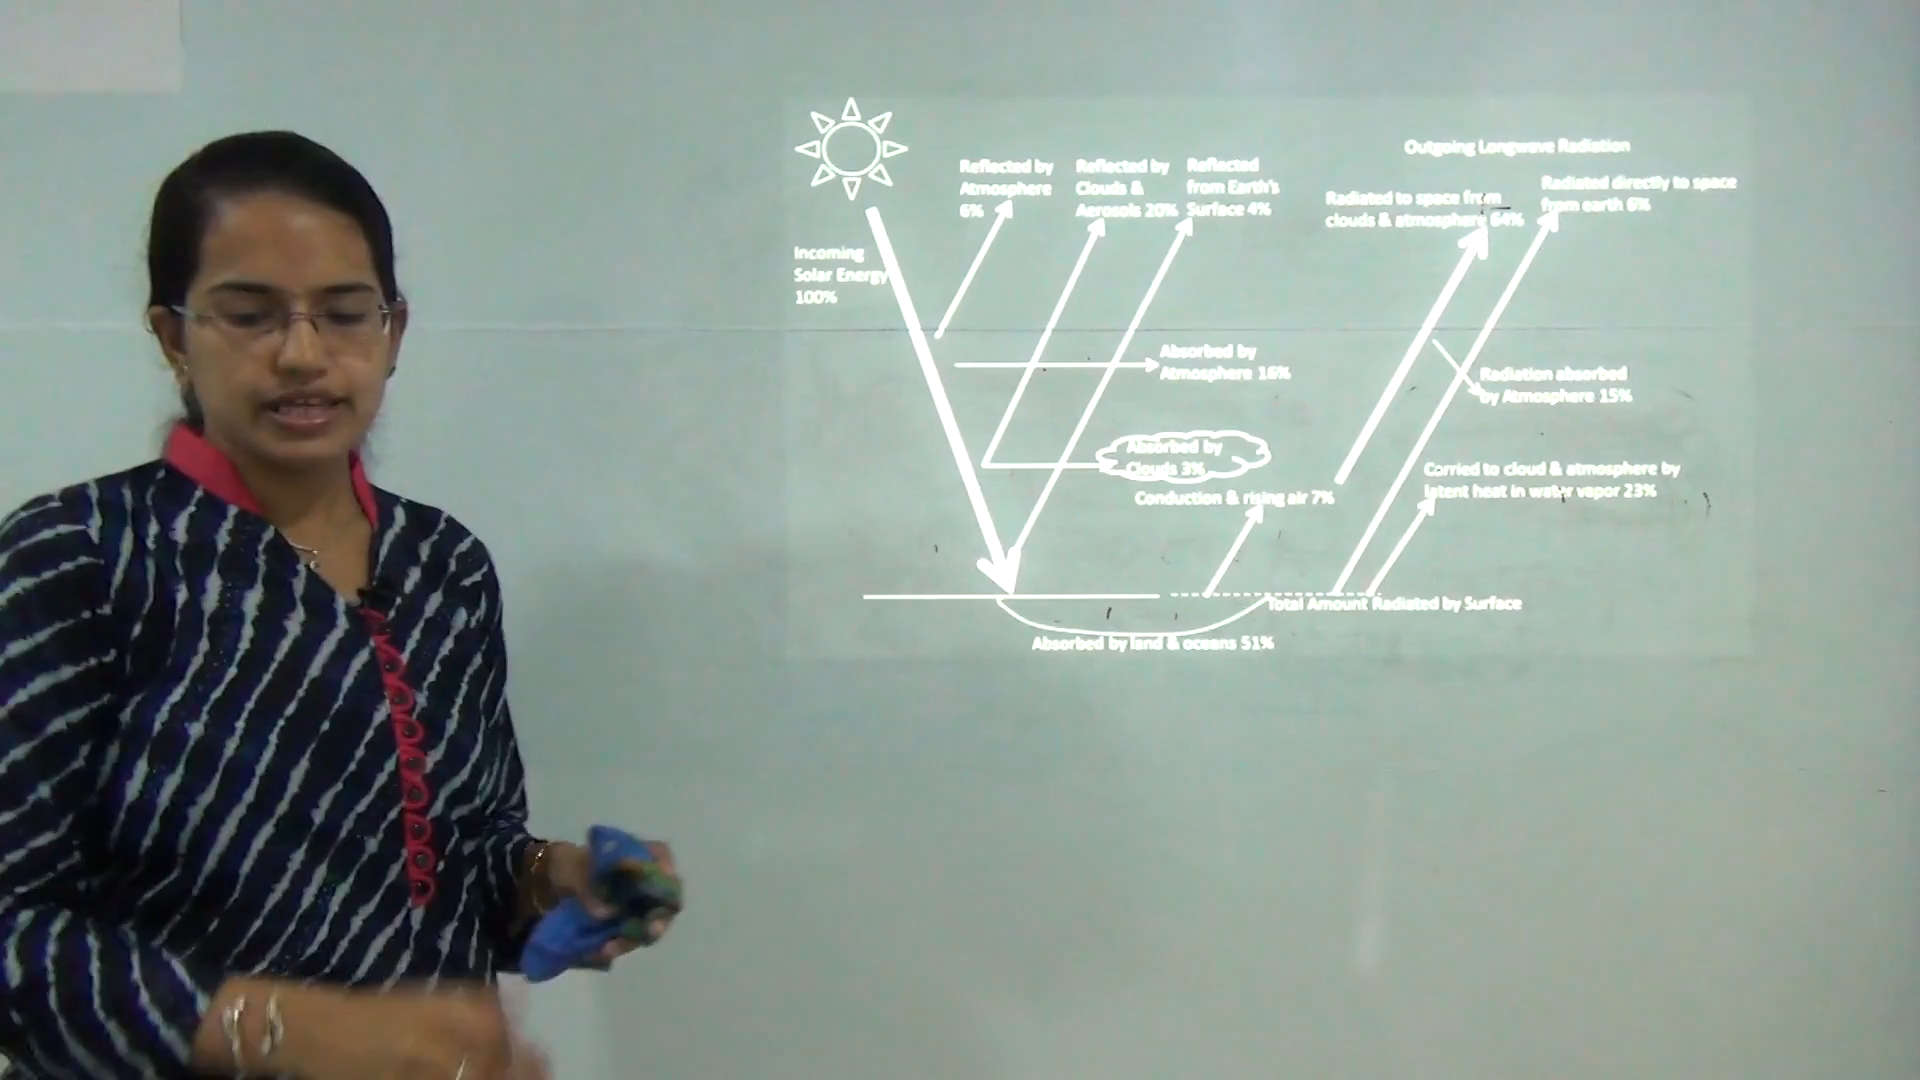 Incoming
Solar Energy
100%
Reflected by
Atmosphere
6%
Reflected by
Clouds &
Aerosols 20%
Reflected
from Earth's
Surface 4%
Absorbed by
Atmosphere 16%
Absorbed by
Clouds 3%
Conduction & rising air 7%
Absorbed by land & oceans 51%
Outgoing Longwave Radiation
Radiated to space from
clouds & atmosphere 64%
Radiated directly to space
from earth 6%
Radiation absorbed
by Atmosphere 15%
Corried to cloud & atmosphere by
latent heat in water vapor 23%
Total Amount Radiated by Surface